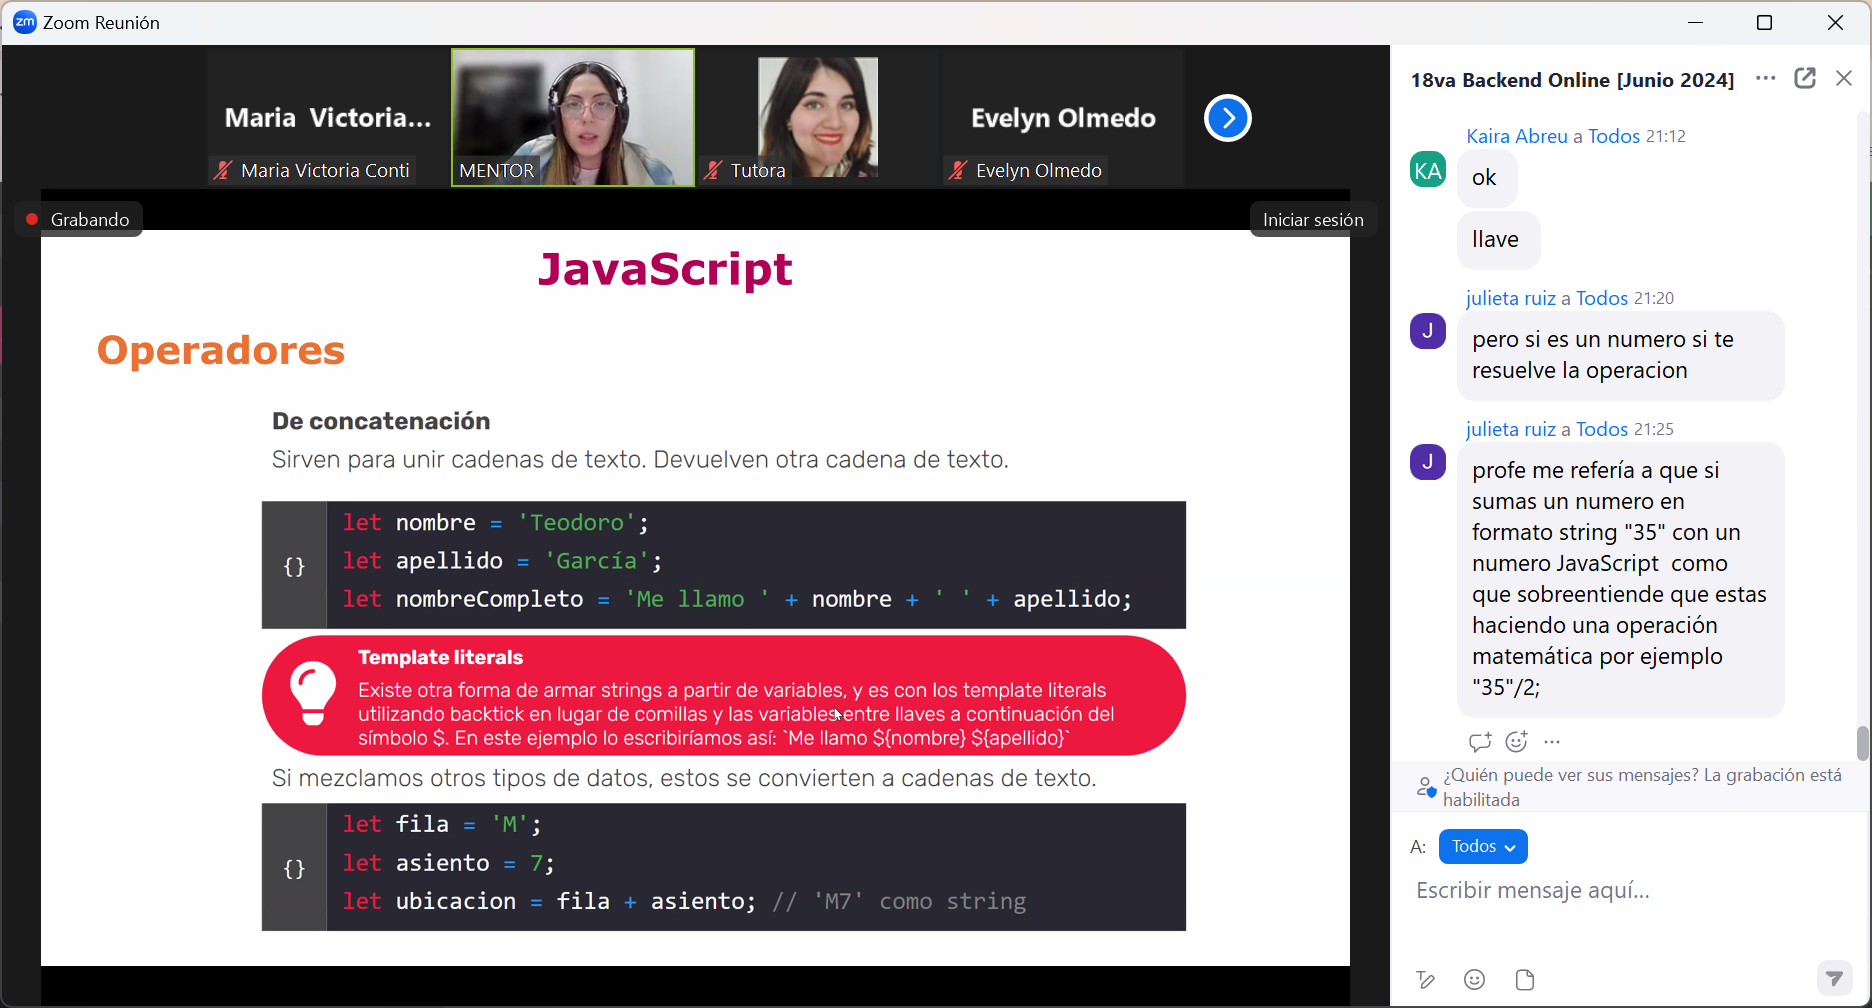 zm Zoom Reunión
Maria Victoria...
Maria Victoria Conti
MENTOR
Tutora
Evelyn Olmedo
Evelyn Olmedo
Grabando
Iniciar sesión
JavaScript
Operadores
De concatenación
Sirven para unir cadenas de texto. Devuelven otra cadena de texto.
{}
let nombre = 'Teodoro';
let apellido = 'García';
let nombreCompleto = 'Me llamo ' + nombre + ' ' + apellido;
Template literals
Existe otra forma de armar strings a partir de variables, y es con los template literals
utilizando backtick en lugar de comillas y las variables entre llaves a continuación del
símbolo $. En este ejemplo lo escribiríamos así: `Me llamo ${nombre} ${apellido}`
Si mezclamos otros tipos de datos, estos se convierten a cadenas de texto.
{}
let fila = 'M';
let asiento = 7;
let ubicacion = fila + asiento; // 'M7' como string
18va Backend Online [Junio 2024]
Kaira Abreu a Todos 21:12
KA
ok
llave
julieta ruiz a Todos 21:20
J
pero si es un numero si te
resuelve la operacion
julieta ruiz a Todos 21:25
J
profe me refería a que si
sumas un numero en
formato string "35" con un
numero JavaScript  como
que sobreentiende que estas
haciendo una operación
matemática por ejemplo
"35"/2;
¿Quién puede ver sus mensajes? La grabación está
habilitada
A: Todos
Escribir mensaje aquí...